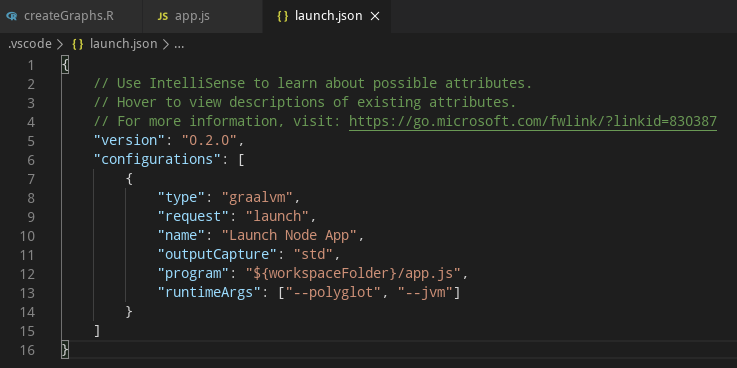 createGraphs.R JS app.js {} launch.json ×
.vscode > {} launch.json > ...
1 {
2 // Use IntelliSense to learn about possible attributes.
3 // Hover to view descriptions of existing attributes.
4 // For more information, visit: https://go.microsoft.com/fwlink/?linkid=830387
5 "version": "0.2.0",
6 "configurations": [
7 {
8 "type": "graalvm",
9 "request": "launch",
10 "name": "Launch Node App",
11 "outputCapture": "std",
12 "program": "${workspaceFolder}/app.js",
13 "runtimeArgs": ["--polyglot", "--jvm"]
14 }
15 ]
16 }